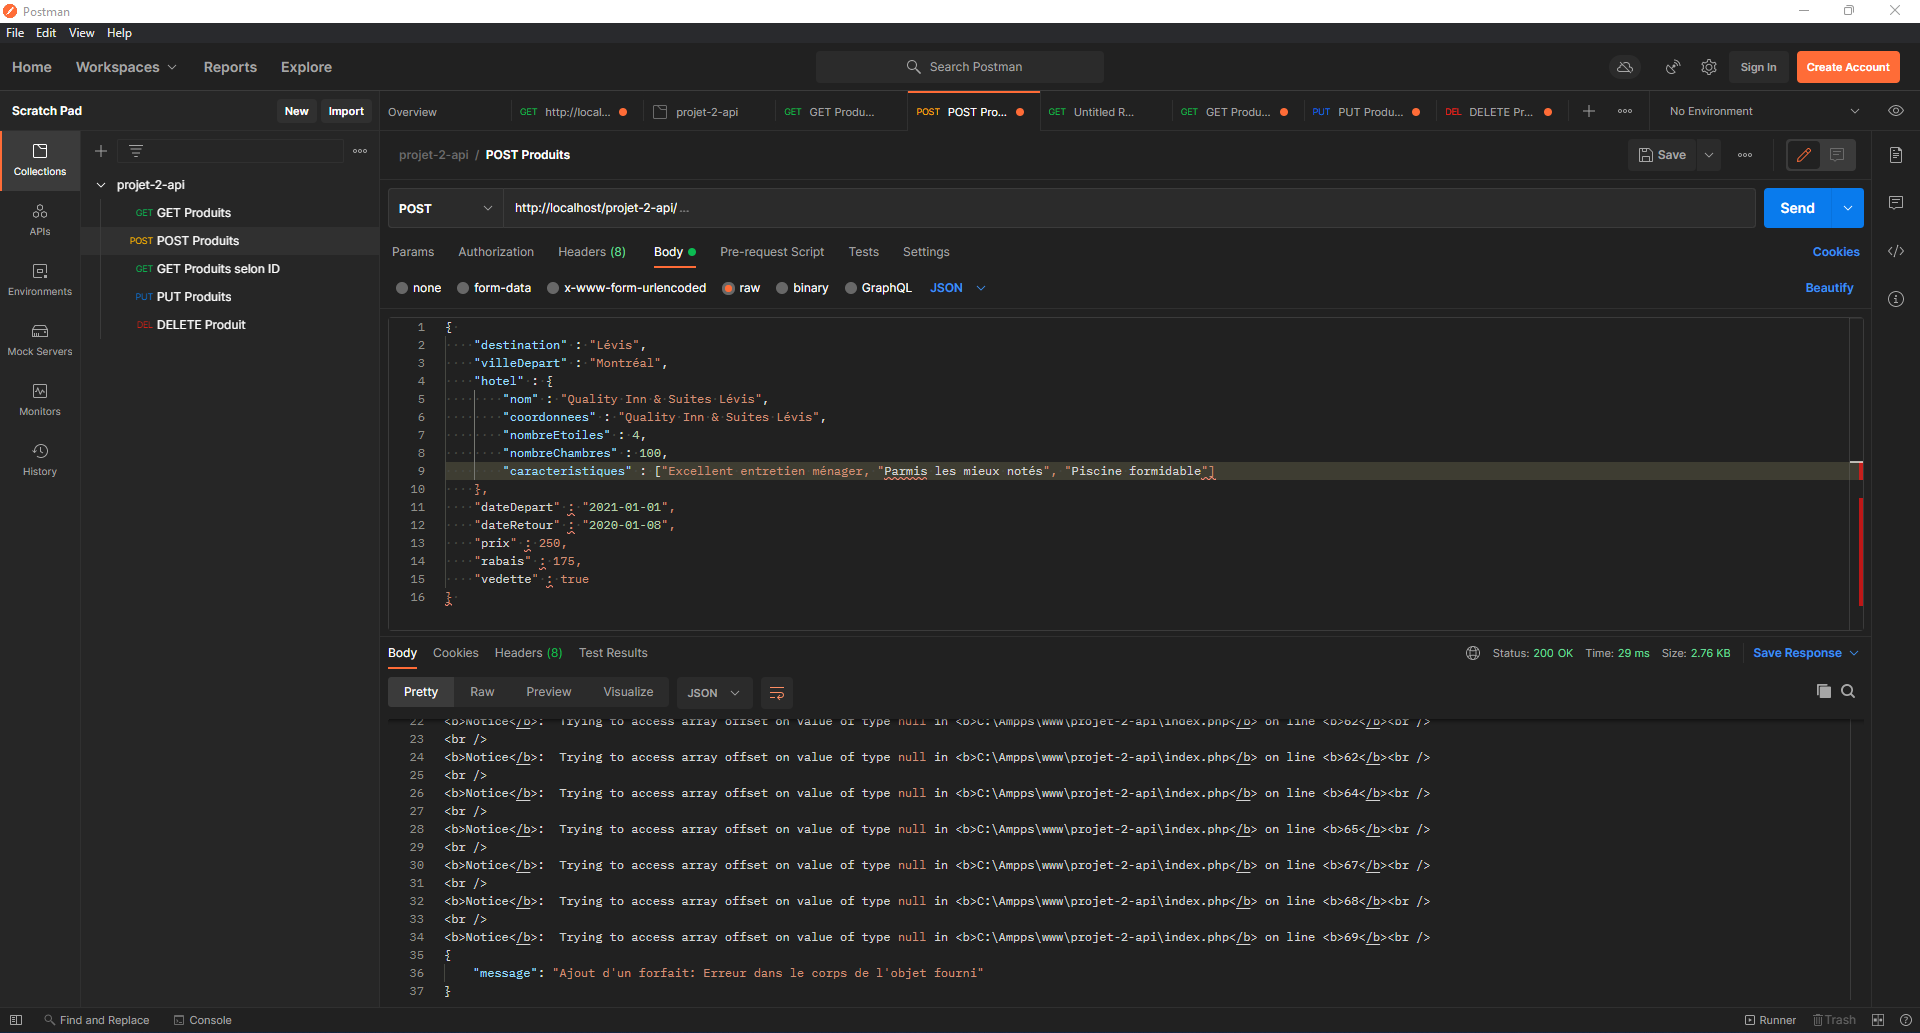 Postman
File Edit View Help
Home Workspaces Reports Explore Search Postman Sign In Create Account
Scratch Pad New Import Overview GET http://local... projet-2-api GET GET Produ... POST POST Pro... GET Untitled R... GET GET Produ... PUT PUT Produ... DEL DELETE Pr... No Environment
Collections
APIs
Environments
Mock Servers
Monitors
History
projet-2-api
GET GET Produits
POST POST Produits
GET GET Produits selon ID
PUT PUT Produits
DEL DELETE Produit
projet-2-api / POST Produits Save
POST http://localhost/projet-2-api/ ... Send
Params Authorization Headers (8) Body Pre-request Script Tests Settings Cookies
none form-data x-www-form-urlencoded raw binary GraphQL JSON Beautify
1 {
2 "destination" : "Lévis",
3 "villeDepart" : "Montréal",
4 "hotel" : {
5 "nom" : "Quality Inn & Suites Lévis",
6 "coordonnees" : "Quality Inn & Suites Lévis",
7 "nombreEtoiles" : 4,
8 "nombreChambres" : 100,
9 "caracteristiques" : ["Excellent entretien ménager, "Parmis les mieux notés", "Piscine formidable"]
10 },
11 "dateDepart" : "2021-01-01",
12 "dateRetour" : "2020-01-08",
13 "prix" : 250,
14 "rabais" : 175,
15 "vedette" : true
16 }
Body Cookies Headers (8) Test Results Status: 200 OK Time: 29 ms Size: 2.76 KB Save Response
Pretty Raw Preview Visualize JSON
22 <b>Notice</b>: Trying to access array offset on value of type null in <b>C:\Ampps\www\projet-2-api\index.php</b> on line <b>62</b><br />
23 <br />
24 <b>Notice</b>: Trying to access array offset on value of type null in <b>C:\Ampps\www\projet-2-api\index.php</b> on line <b>62</b><br />
25 <br />
26 <b>Notice</b>: Trying to access array offset on value of type null in <b>C:\Ampps\www\projet-2-api\index.php</b> on line <b>64</b><br />
27 <br />
28 <b>Notice</b>: Trying to access array offset on value of type null in <b>C:\Ampps\www\projet-2-api\index.php</b> on line <b>65</b><br />
29 <br />
30 <b>Notice</b>: Trying to access array offset on value of type null in <b>C:\Ampps\www\projet-2-api\index.php</b> on line <b>67</b><br />
31 <br />
32 <b>Notice</b>: Trying to access array offset on value of type null in <b>C:\Ampps\www\projet-2-api\index.php</b> on line <b>68</b><br />
33 <br />
34 <b>Notice</b>: Trying to access array offset on value of type null in <b>C:\Ampps\www\projet-2-api\index.php</b> on line <b>69</b><br />
35 {
36 "message": "Ajout d'un forfait: Erreur dans le corps de l'objet fourni"
37 }
Find and Replace Console Runner Trash